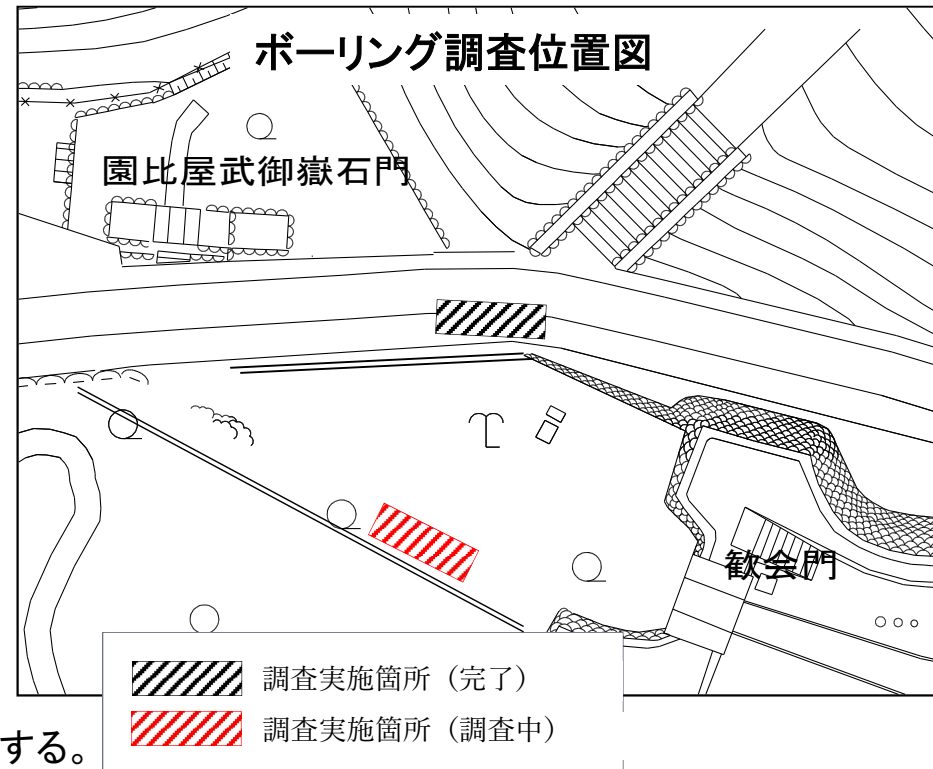 ボーリング調査位置図
園比屋武御嶽石門
歓会門
調査実施箇所（完了）
調査実施箇所（調査中）
する。